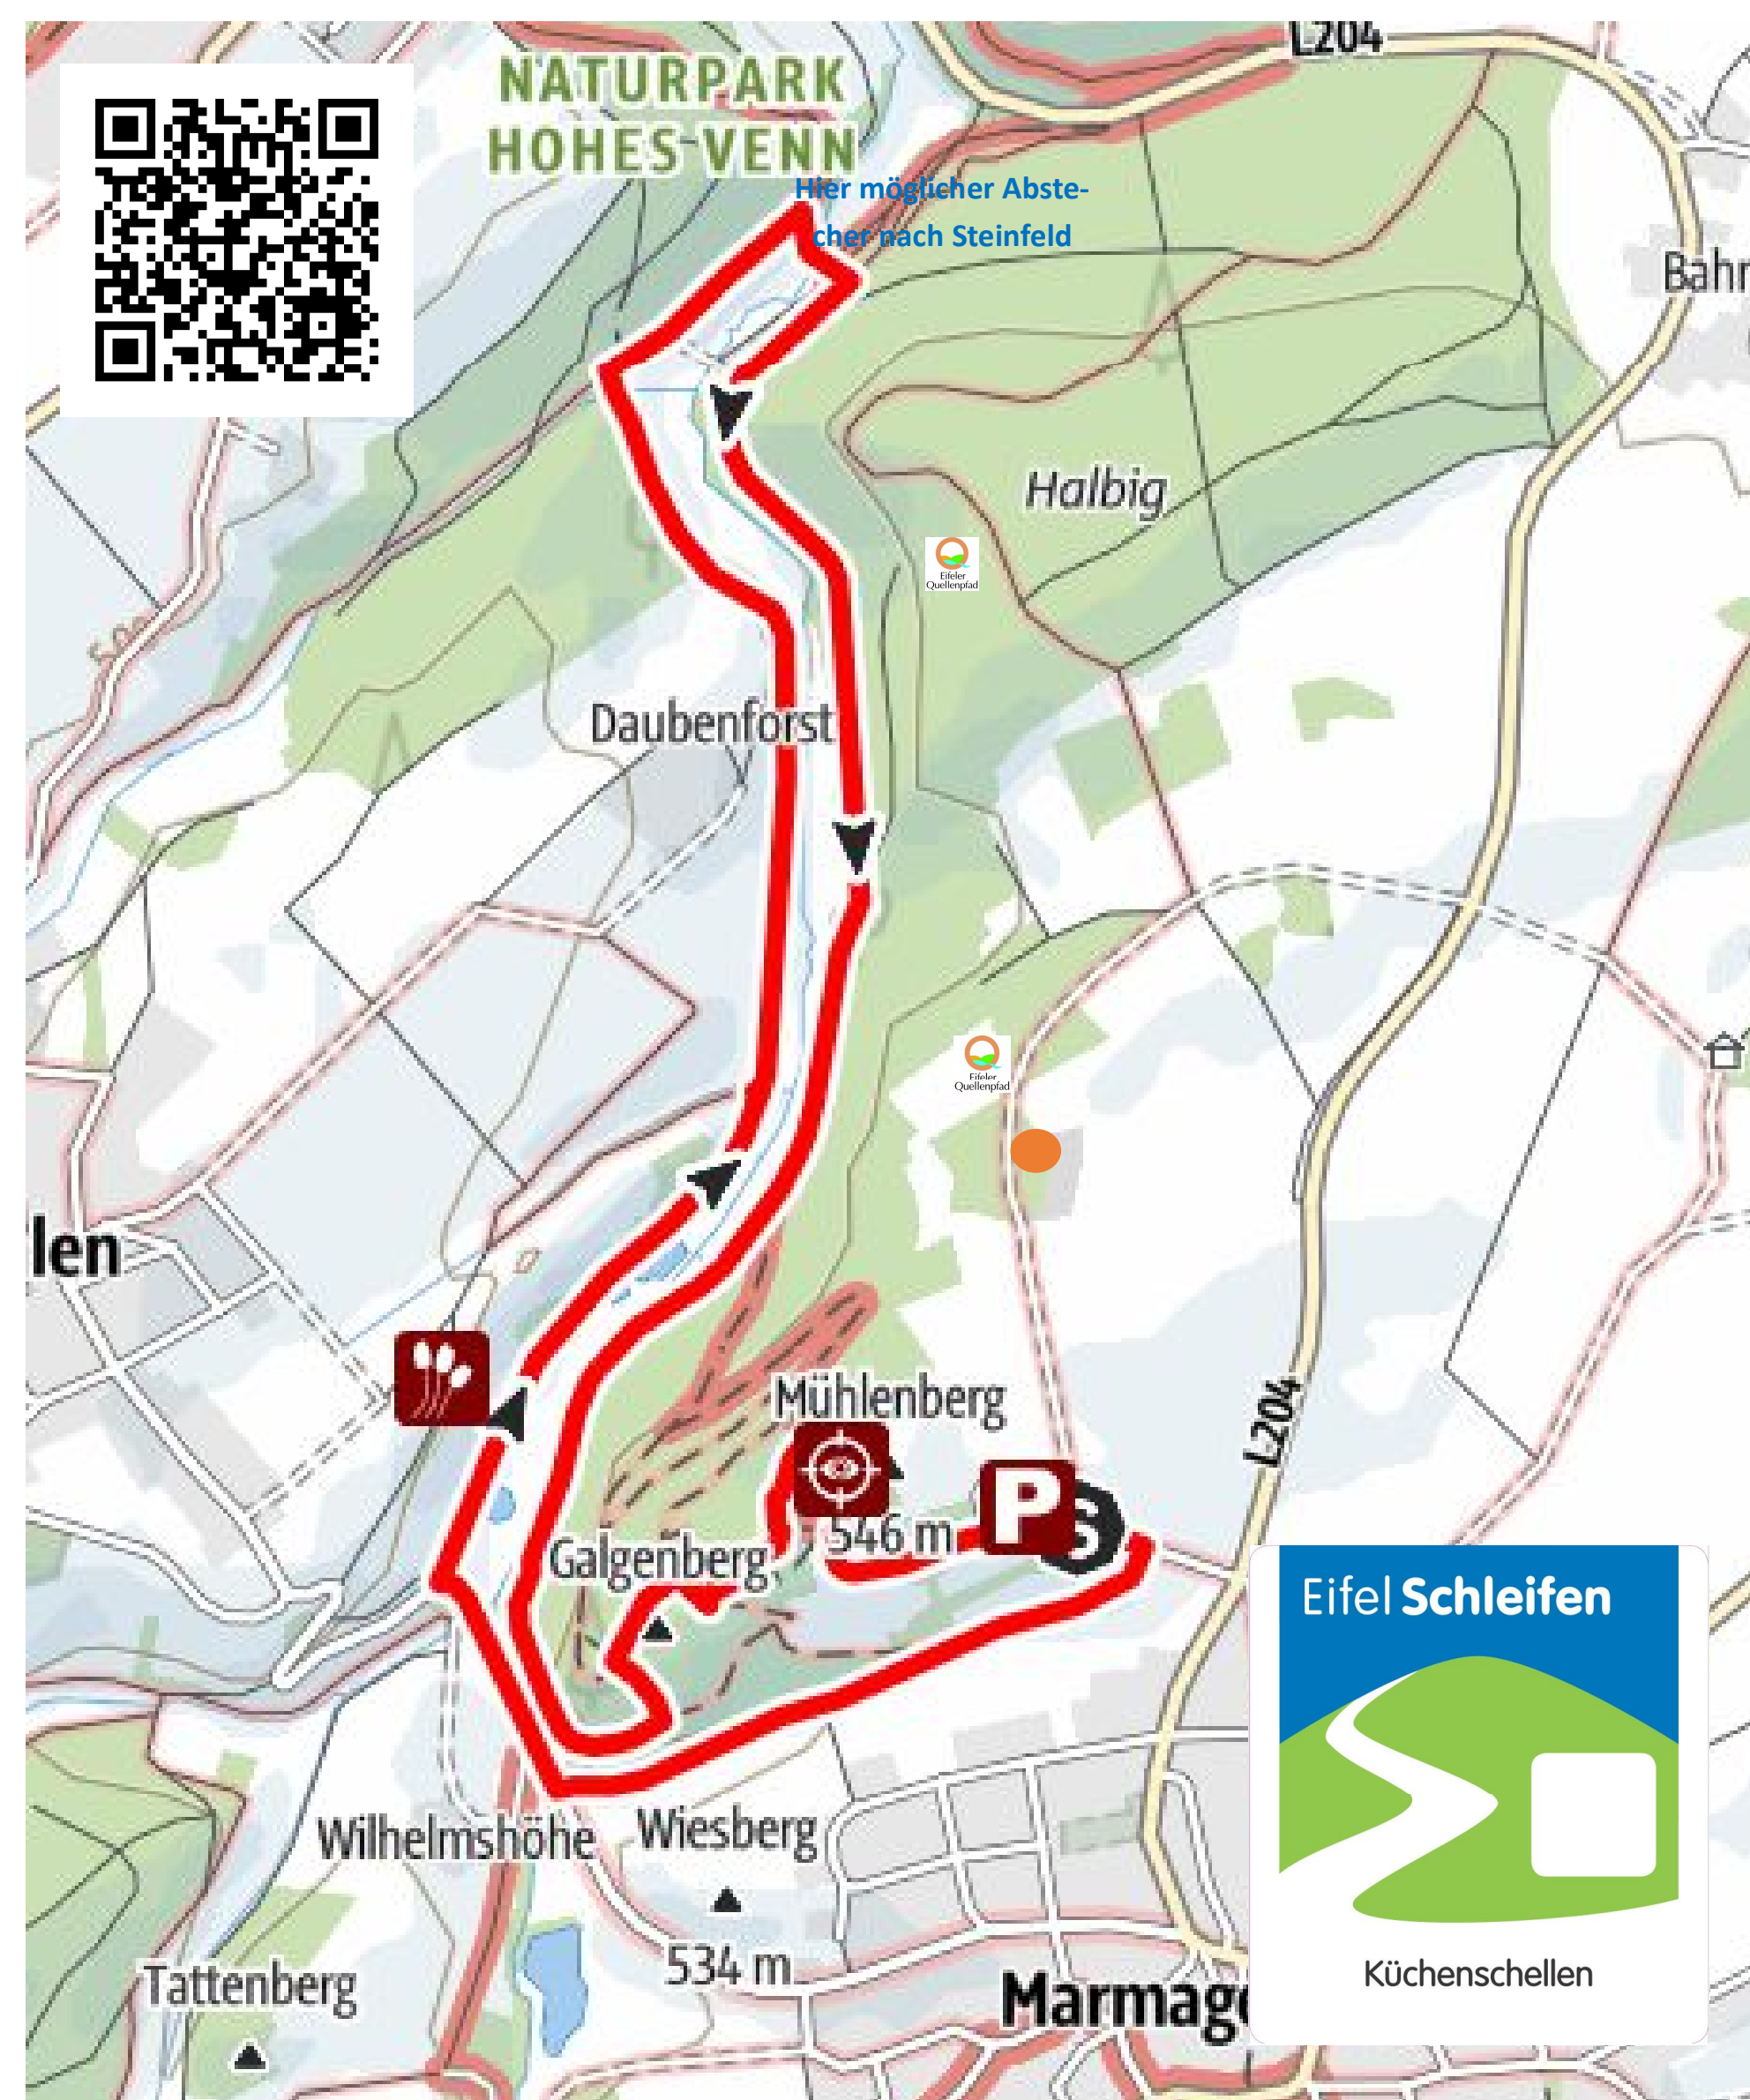 L204
NATURPARK
HOHES VENN
Hier möglicher Abste-
cher nach Steinfeld
Bahr
Halbig
Eifeler
Quellenpfad
Daubenforst
Eifeler
Quellenpfad
len
Mühlenberg
L204
P
S
546 m
Galgenberg
Eifel Schleifen
Wilhelmshöhe
Wiesberg
534 m
Tattenberg
Marmage
Küchenschellen